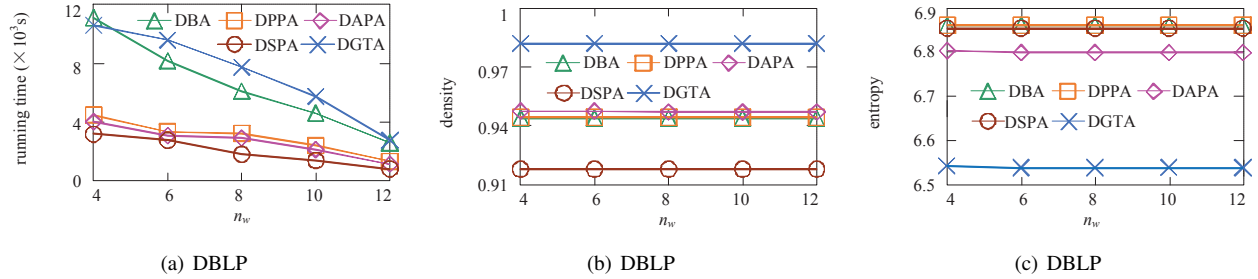 12
8
4
0
running time (×10³s)
DBA DPPA DAPA
DSPA DGTA
4 6 8 10 12
n_w
(a) DBLP
1
0.97
0.94
0.91
density
DBA DPPA DAPA
DSPA DGTA
4 6 8 10 12
n_w
(b) DBLP
6.9
6.8
6.7
6.6
6.5
entropy
DBA DPPA DAPA
DSPA DGTA
4 6 8 10 12
n_w
(c) DBLP